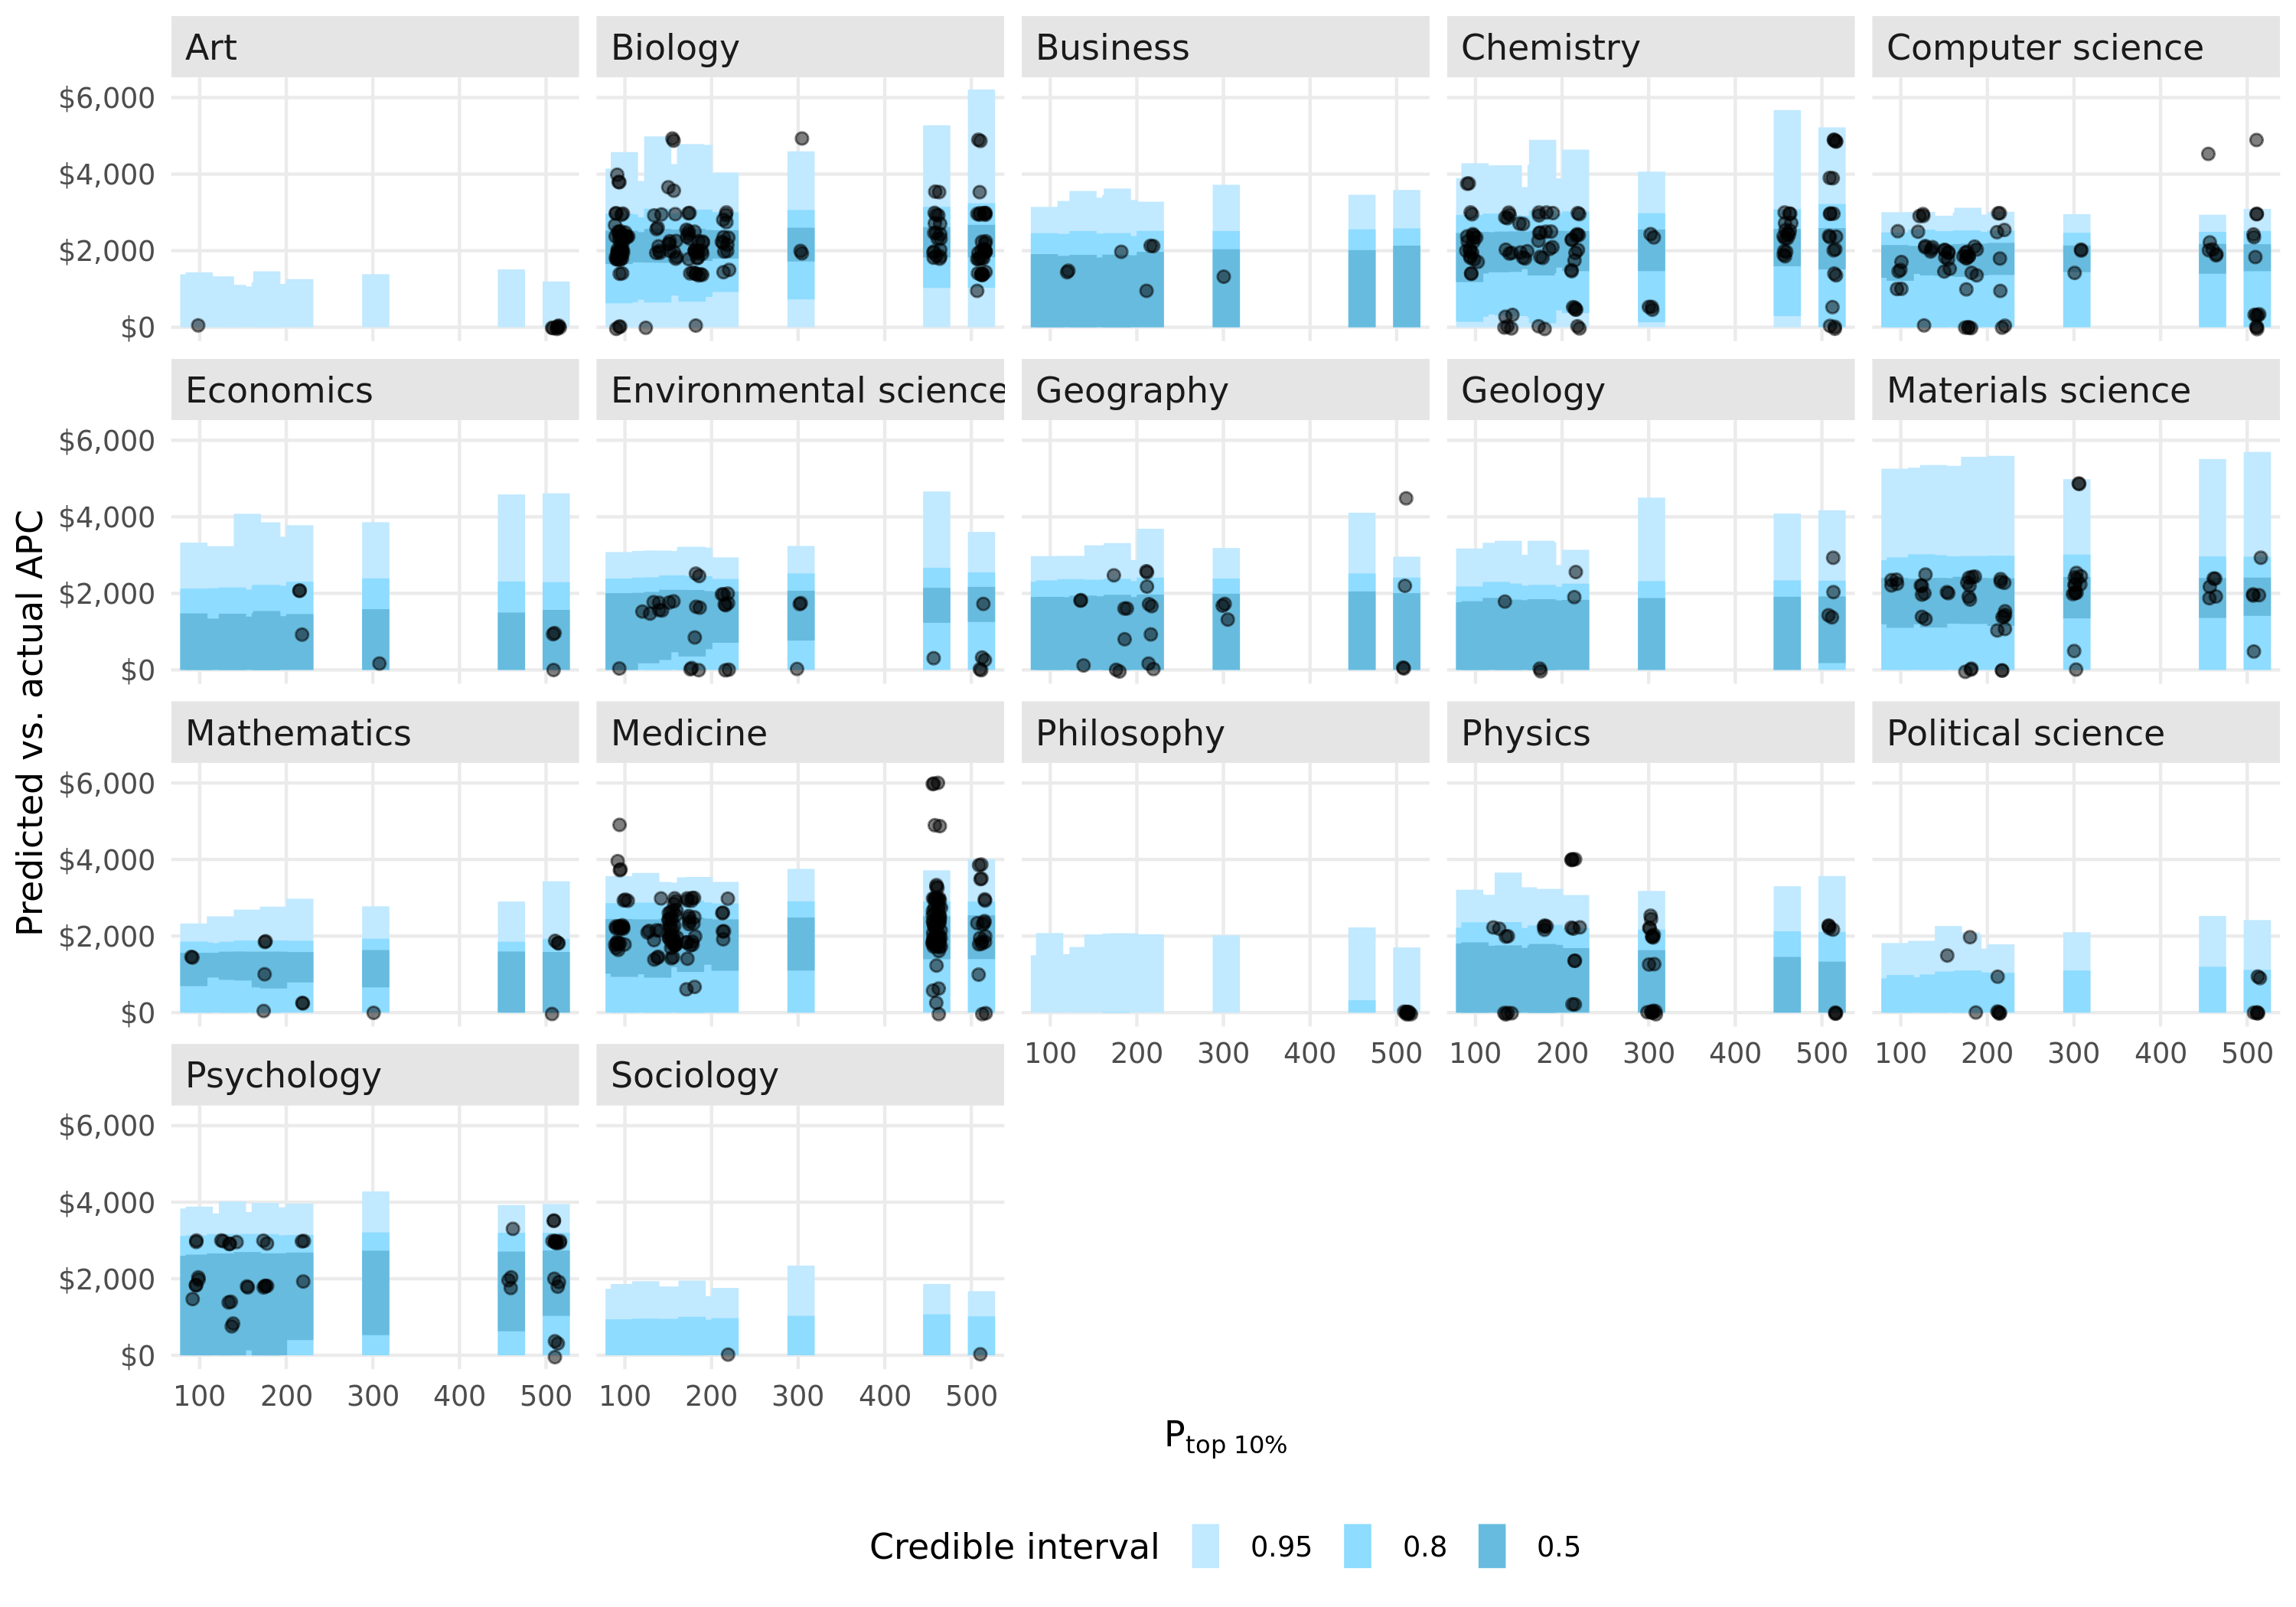 Art
Biology
Business
Chemistry
Computer science
$6,000
$4,000
$2,000
$0
Economics
Environmental science
Geography
Geology
Materials science
$6,000
$4,000
$2,000
$0
Predicted vs. actual APC
Mathematics
Medicine
Philosophy
Physics
Political science
$6,000
$4,000
$2,000
$0
100 200 300 400 500
100 200 300 400 500
100 200 300 400 500
Psychology
Sociology
$6,000
$4,000
$2,000
$0
100 200 300 400 500
100 200 300 400 500
P top 10%
Credible interval 0.95 0.8 0.5